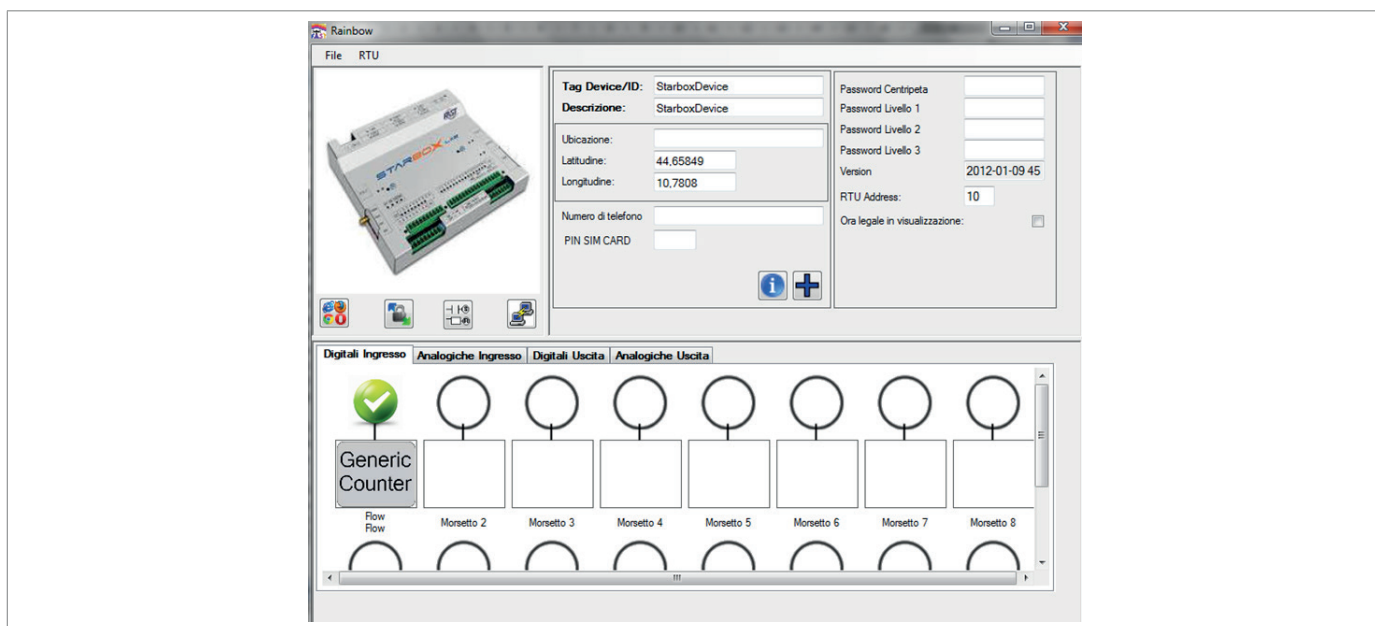 Rainbow
File RTU
STARBOX
Tag Device/ID: StarboxDevice
Descrizione: StarboxDevice
Ubicazione:
Latitudine: 44,65849
Longitudine: 10,7808
Numero di telefono
PIN SIM CARD
Password Centripeta
Password Livello 1
Password Livello 2
Password Livello 3
Version 2012-01-09 45
RTU Address: 10
Ora legale in visualizzazione:
Digitali Ingresso Analogiche Ingresso Digitali Uscita Analogiche Uscita
Generic
Counter
Flow
Flow
Morsetto 2 Morsetto 3 Morsetto 4 Morsetto 5 Morsetto 6 Morsetto 7 Morsetto 8